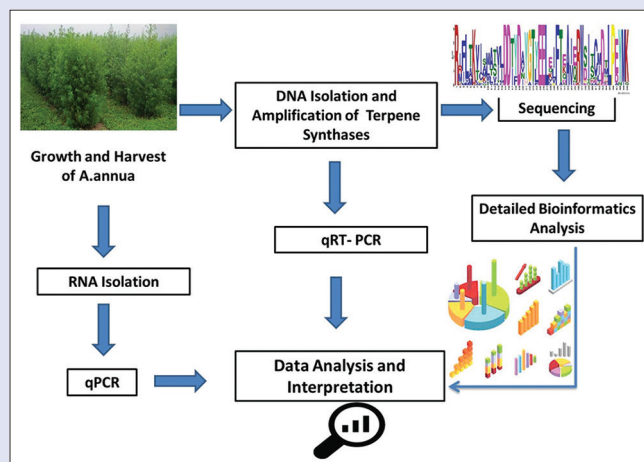 Growth and Harvest
of A.annua
DNA Isolation and
Amplification of Terpene
Synthases
Sequencing
Detailed Bioinformatics
Analysis
qRT- PCR
RNA Isolation
qPCR
Data Analysis and
Interpretation